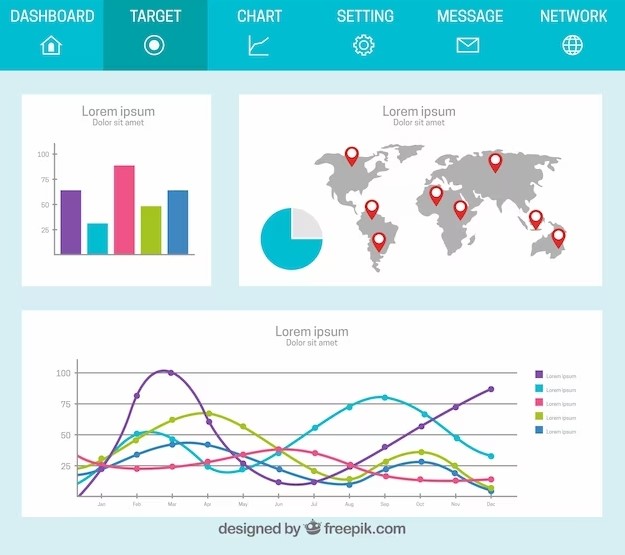 DASHBOARD TARGET CHART SETTING MESSAGE NETWORK
Lorem ipsum
Dolor sit amet
100
75
50
25
Lorem ipsum
Dolor sit amet
Lorem ipsum
Dolor sit amet
100
75
50
25
Jan Feb Mar Apr May Jun Jul Aug Sep Oct Nov Dec
Lorem ipsum
Lorem ipsum
Lorem ipsum
Lorem ipsum
Lorem ipsum
designed by freepik.com